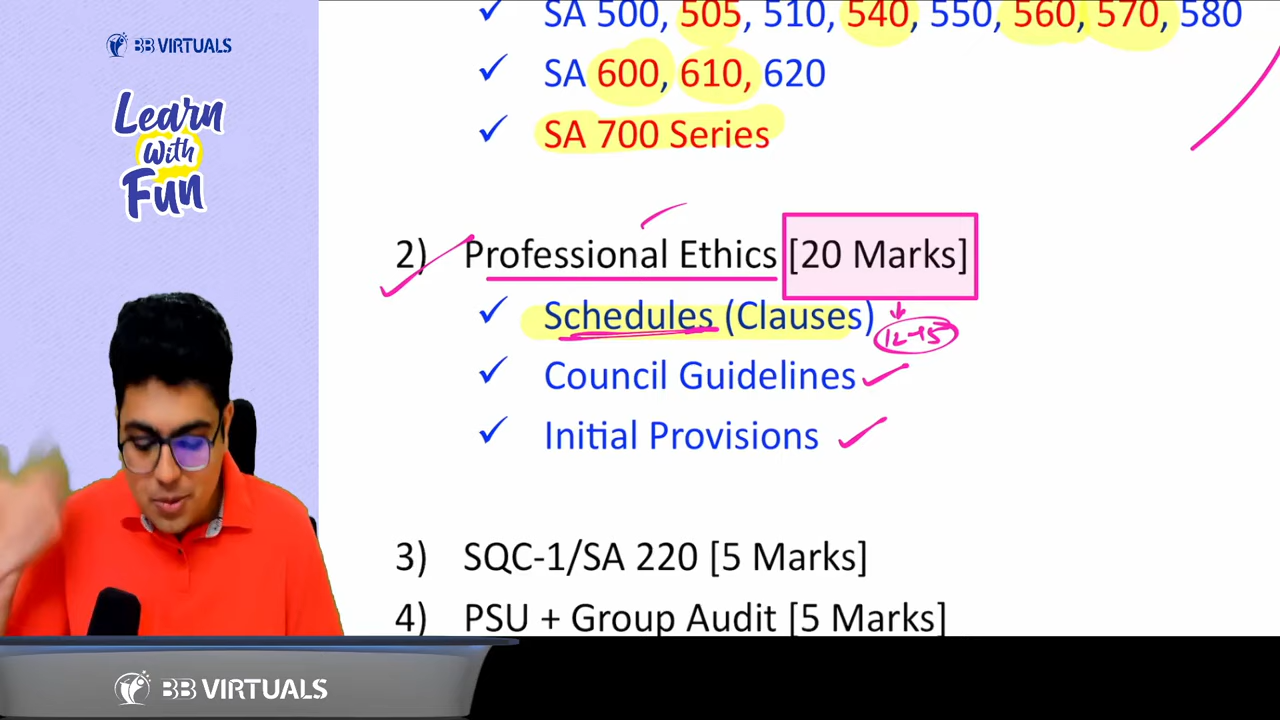 BB VIRTUALS
Learn
With
Fun
✓ SA 500, 505, 510, 540, 550, 560, 570, 580
✓ SA 600, 610, 620
✓ SA 700 Series
2) Professional Ethics [20 Marks]
✓ Schedules (Clauses)
12-15
✓ Council Guidelines ✓
✓ Initial Provisions ✓
3) SQC-1/SA 220 [5 Marks]
4) PSU + Group Audit [5 Marks]
BB VIRTUALS